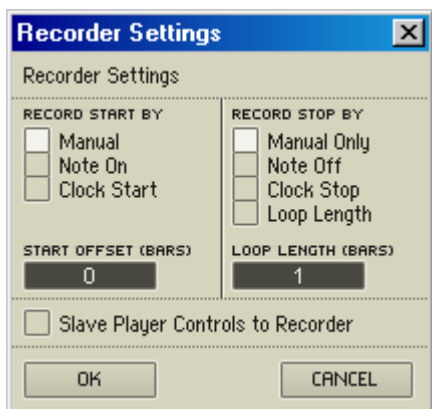 Recorder Settings
Recorder Settings
RECORD START BY
Manual
Note On
Clock Start
START OFFSET (BARS)
0
RECORD STOP BY
Manual Only
Note Off
Clock Stop
Loop Length
LOOP LENGTH (BARS)
1
Slave Player Controls to Recorder
OK
CANCEL